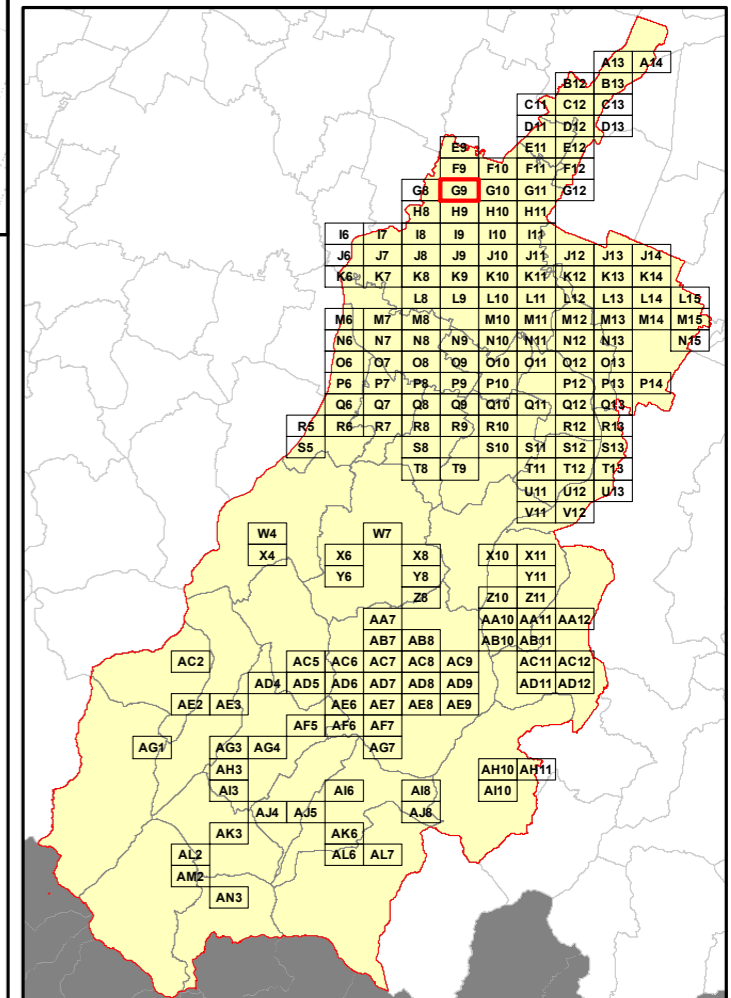 A13 A14
B12 B13
C11 C12 C13
D11 D12 D13
E9 E11 E12
F9 F10 F11 F12
G8 G9 G10 G11 G12
H8 H9 H10 H11
I6 I7 I8 I9 I10 I11
J6 J7 J8 J9 J10 J11 J12 J13 J14
K6 K7 K8 K9 K10 K11 K12 K13 K14
L8 L9 L10 L11 L12 L13 L14 L15
M6 M7 M8 M10 M11 M12 M13 M14 M15
N6 N7 N8 N9 N10 N11 N12 N13 N15
O6 O7 O8 O9 O10 O11 O12 O13
P6 P7 P8 P9 P10 P12 P13 P14
Q6 Q7 Q8 Q9 Q10 Q11 Q12 Q13
R5 R6 R7 R8 R9 R10 R12 R13
S5 S8 S10 S11 S12 S13
T8 T9 T11 T12 T13
U11 U12 U13
V11 V12
W4 W7
X4 X6 X8 X10 X11
Y6 Y8 Y11
Z8 Z10 Z11
AA7 AA10 AA11 AA12
AB7 AB8 AB10 AB11
AC2 AC5 AC6 AC7 AC8 AC9 AC11 AC12
AD4 AD5 AD6 AD7 AD8 AD9 AD11 AD12
AE2 AE3 AE6 AE7 AE8 AE9
AF5 AF6 AF7
AG1 AG3 AG4 AG7
AH3 AH10 AH11
AI3 AI6 AI8 AI10
AJ4 AJ5 AJ8
AK3 AK6
AL2 AL6 AL7
AM2
AN3